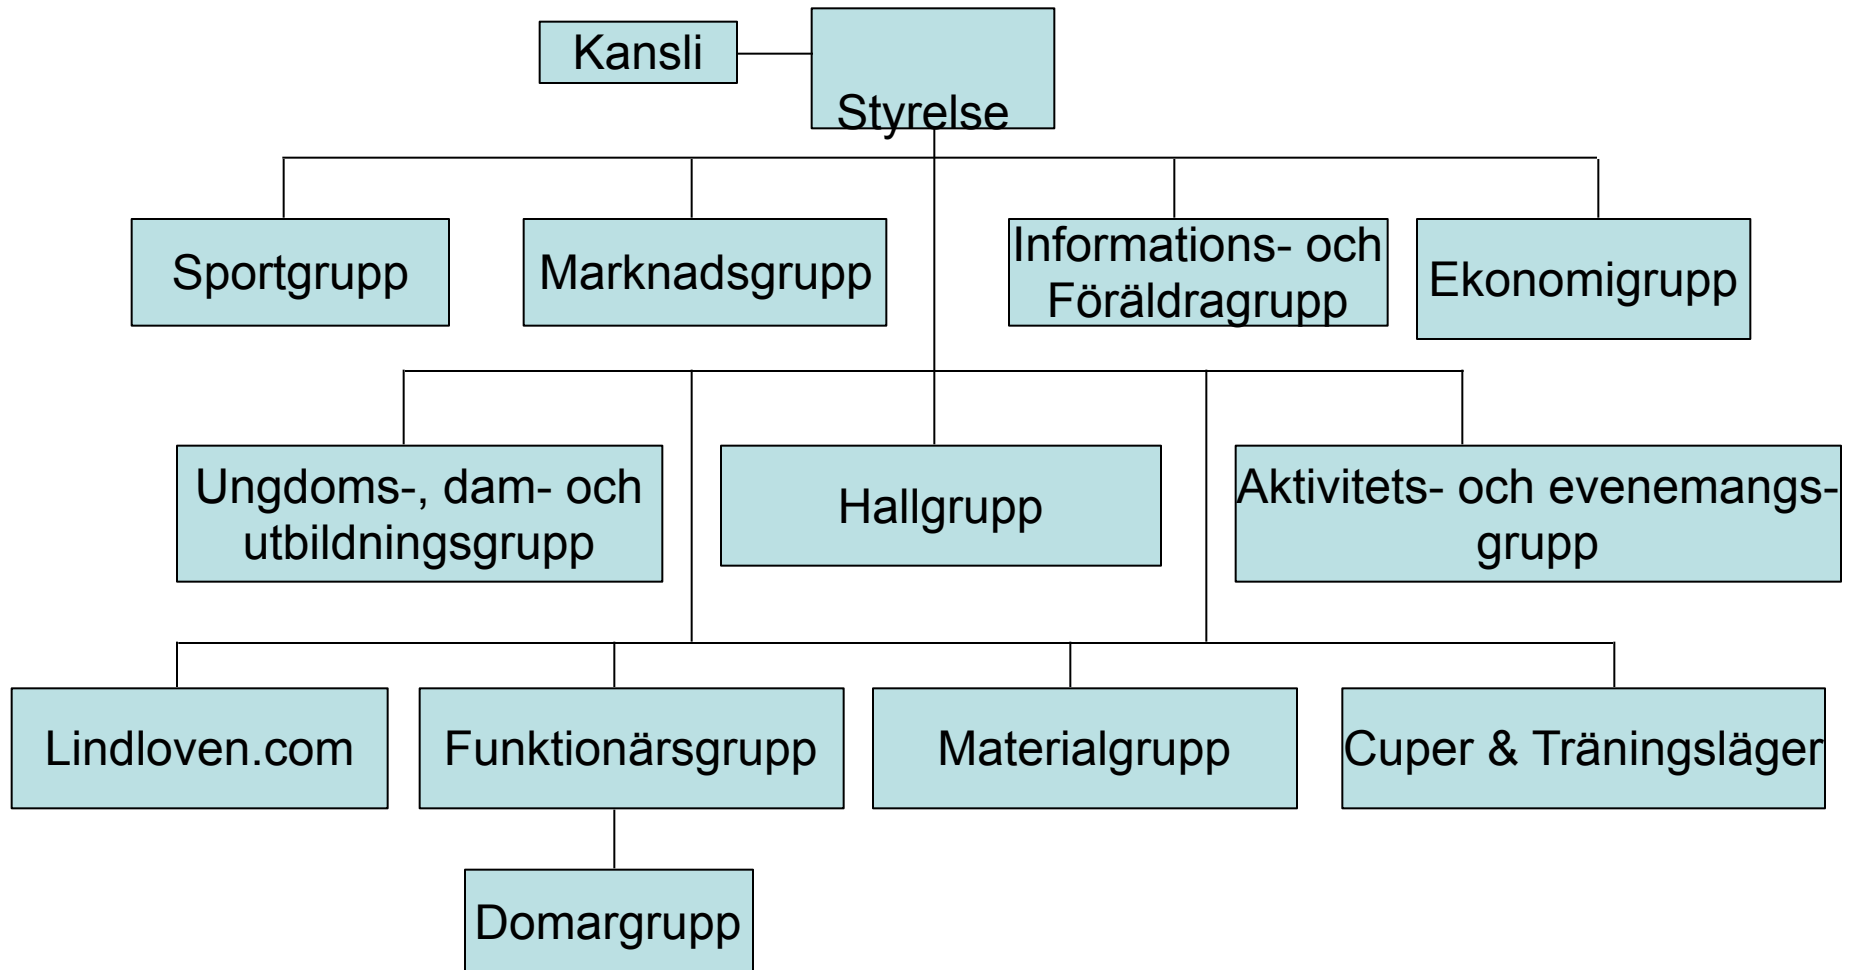 Kansli
Styrelse
Sportgrupp
Marknadsgrupp
Informations- och
Föräldragrupp
Ekonomigrupp
Ungdoms-, dam- och
utbildningsgrupp
Hallgrupp
Aktivitets- och evenemangs-
grupp
Lindloven.com
Funktionärsgrupp
Materialgrupp
Cuper & Träningsläger
Domargrupp